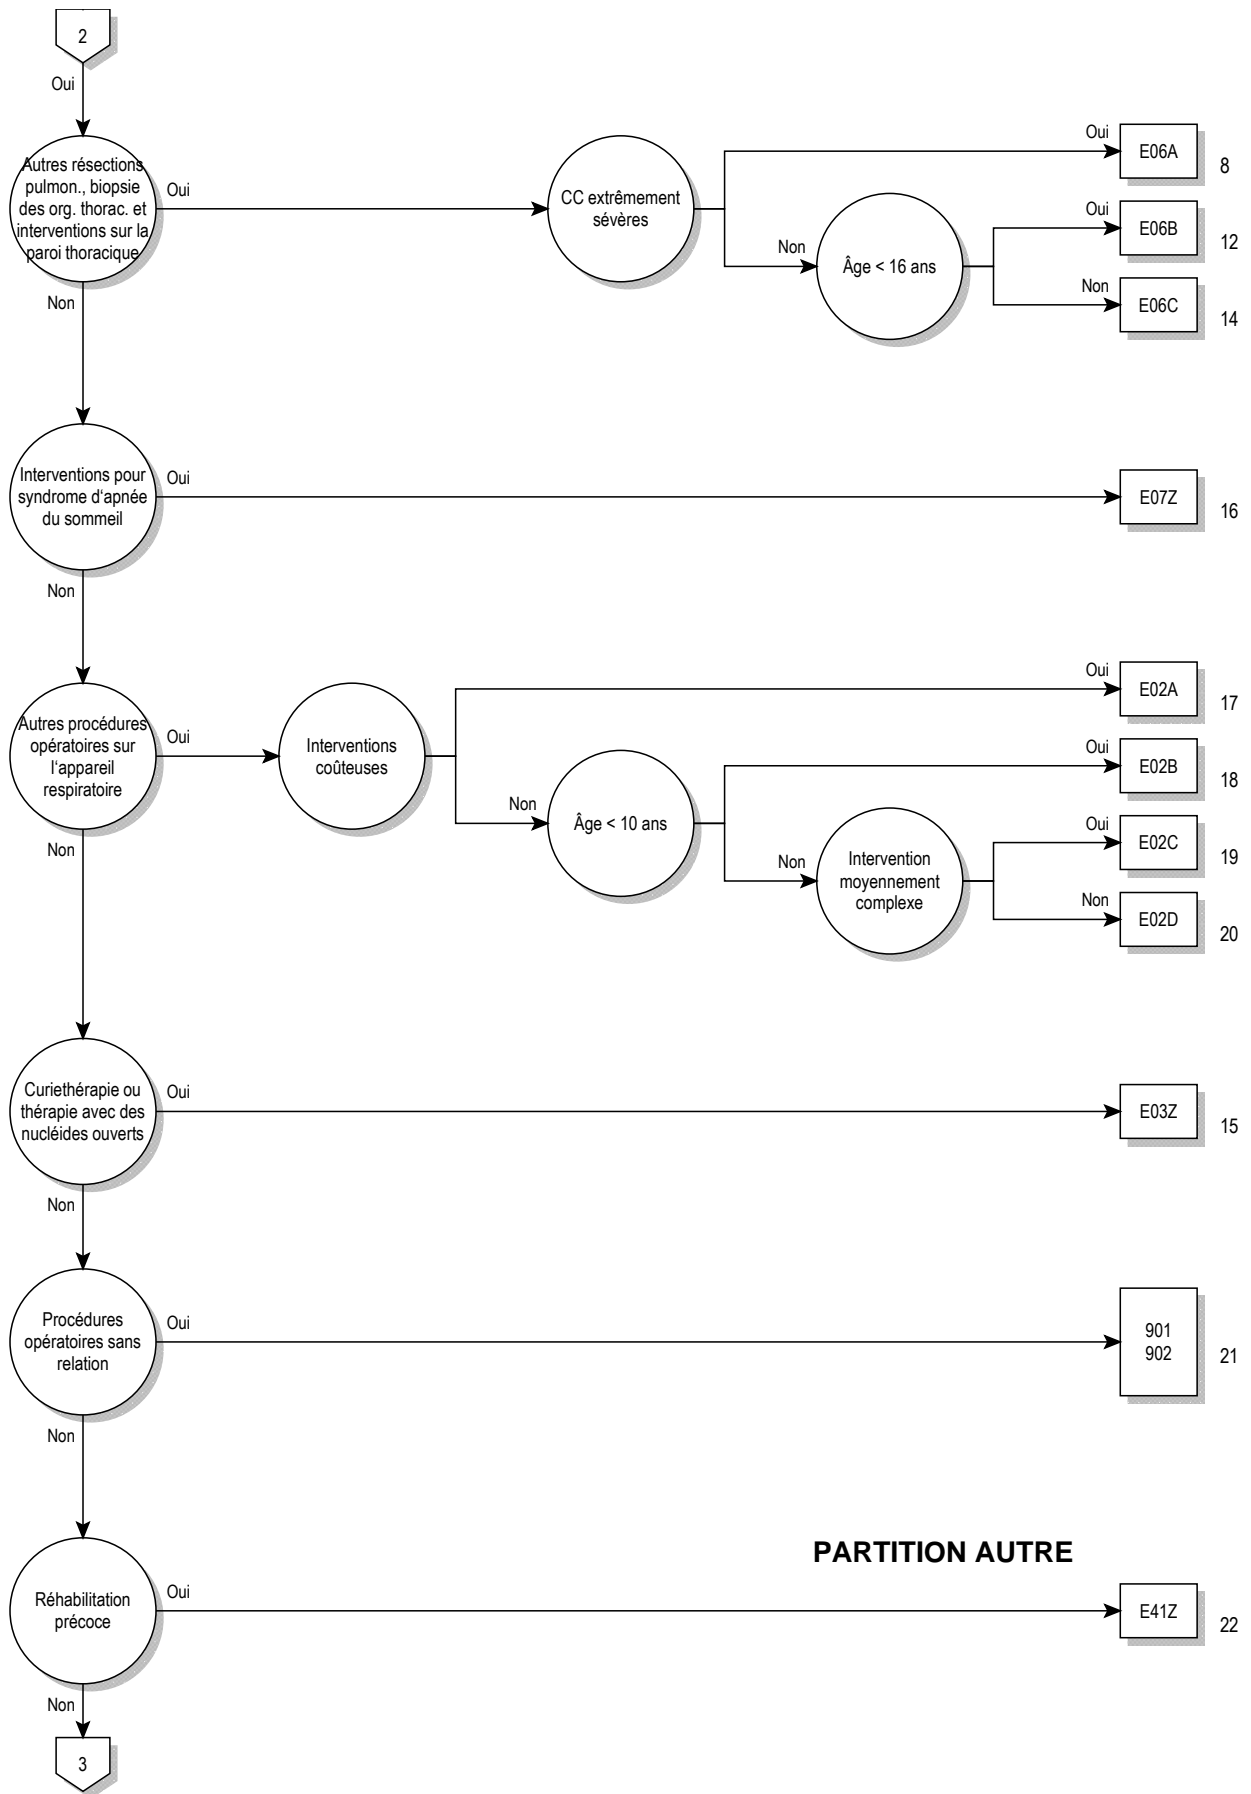 2
Oui
Autres résections
pulmon., biopsie
des org. thorac. et
interventions sur la
paroi thoracique
Oui
CC extrêmement
sévères
Oui
E06A
8
Non
Âge < 16 ans
Oui
E06B
12
Non
E06C
14
Non
Interventions pour
syndrome d‘apnée
du sommeil
Oui
E07Z
16
Non
Autres procédures
opératoires sur
l‘appareil
respiratoire
Oui
Interventions
coûteuses
Oui
E02A
17
Non
Âge < 10 ans
Oui
E02B
18
Non
Intervention
moyennement
complexe
Oui
E02C
19
Non
E02D
20
Non
Curiethérapie ou
thérapie avec des
nucléides ouverts
Oui
E03Z
15
Non
Procédures
opératoires sans
relation
Oui
901
902
21
Non
PARTITION AUTRE
Réhabilitation
précoce
Oui
E41Z
22
Non
3